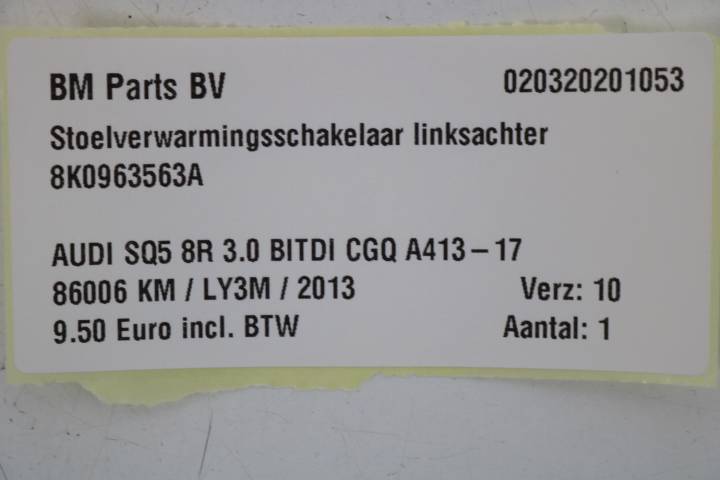 BM Parts BV 020320201053
Stoelverwarmingsschakelaar linksachter
8K0963563A
AUDI SQ5 8R 3.0 BITDI CGQ A413-17
86006 KM / LY3M / 2013 Verz: 10
9.50 Euro incl. BTW Aantal: 1